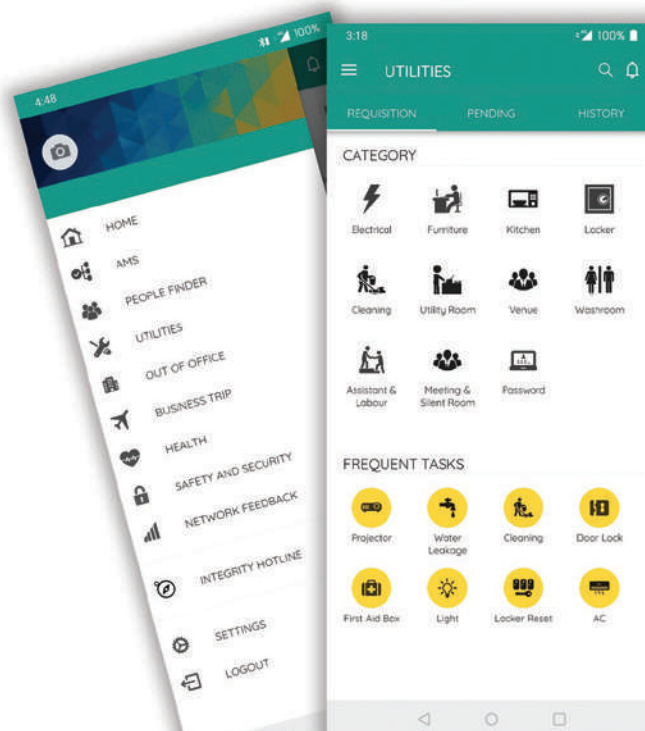 4:48
100%
HOME
AMS
PEOPLE FINDER
UTILITIES
OUT OF OFFICE
BUSINESS TRIP
HEALTH
SAFETY AND SECURITY
NETWORK FEEDBACK
INTEGRITY HOTLINE
SETTINGS
LOGOUT
3:18
100%
UTILITIES
REQUISITION PENDING HISTORY
CATEGORY
Electrical Furniture Kitchen Locker
Cleaning Utility Room Venue Washroom
Assistant & Meeting & Password
Labour Silent Room
FREQUENT TASKS
Projector Water Cleaning Door Lock
Leakage
First Aid Box Light Locker Reset AC